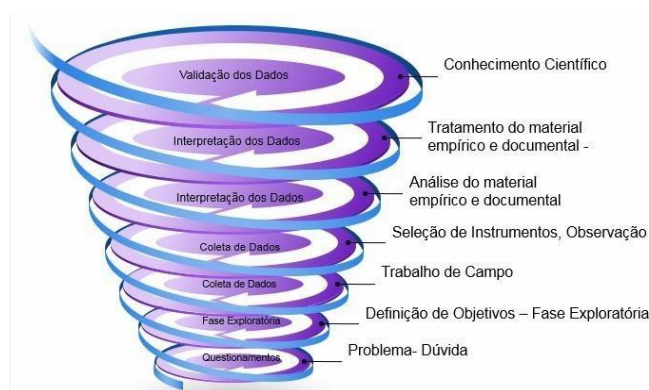 Validação dos Dados
Conhecimento Científico
Interpretação dos Dados
Tratamento do material
empírico e documental -
Interpretação dos Dados
Análise do material
empírico e documental
Coleta de Dados
Seleção de Instrumentos, Observação
Coleta de Dados
Trabalho de Campo
Fase Exploratória
Definição de Objetivos – Fase Exploratória
Questionamentos
Problema- Dúvida